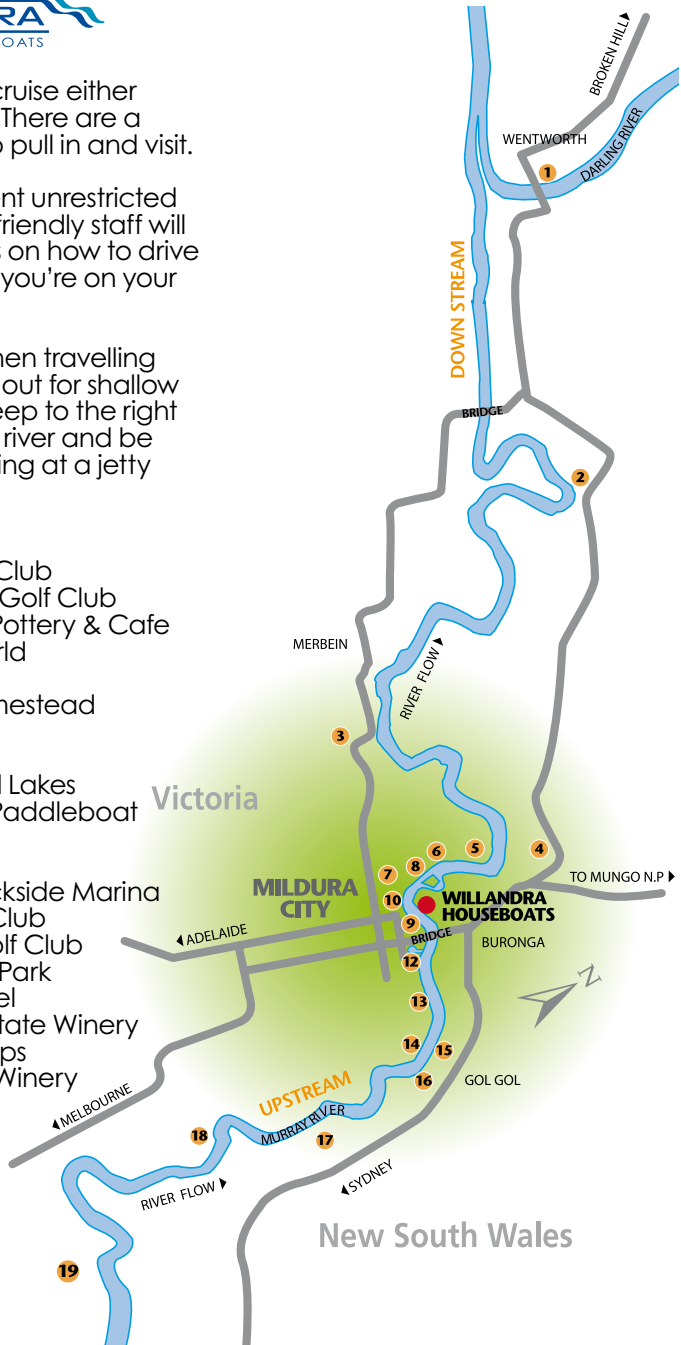 RA
BOATS
cruise either
There are a
o pull in and visit.
ent unrestricted
friendly staff will
s on how to drive
you’re on your
hen travelling
out for shallow
eep to the right
river and be
ing at a jetty
Club
Golf Club
Pottery & Cafe
rld
mestead
l Lakes
Paddleboat
ckside Marina
Club
olf Club
Park
el
tate Winery
ps
Winery
BROKEN HILL
WENTWORTH
1
DARLING RIVER
DOWN STREAM
BRIDGE
2
MERBEIN
RIVER FLOW
3
Victoria
4
5
6
7
8
TO MUNGO N.P
MILDURA
CITY
10
WILLANDRA
HOUSEBOATS
9
ADELAIDE
BRIDGE
BURONGA
12
N
13
14
15
16
GOL GOL
UPSTREAM
MELBOURNE
MURRAY RIVER
18
17
SYDNEY
RIVER FLOW
New South Wales
19